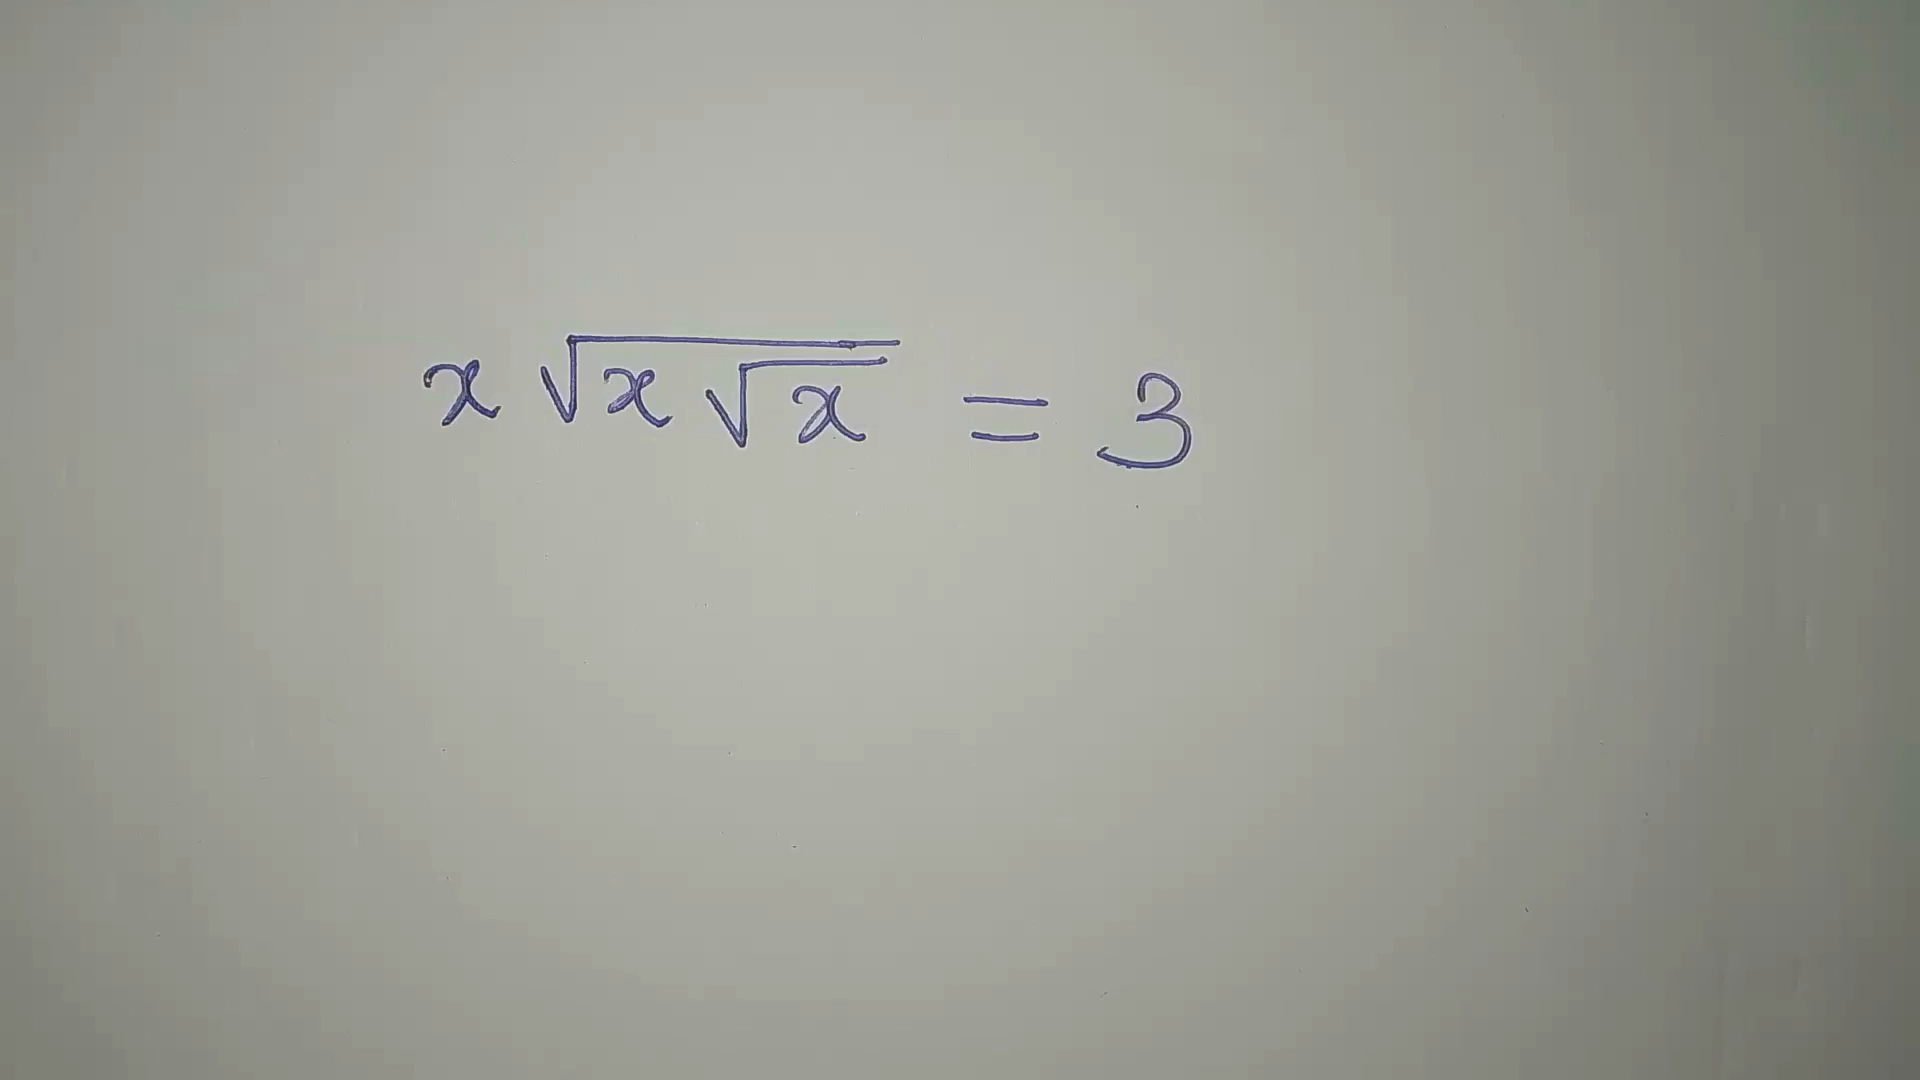 x√(x√x) = 3